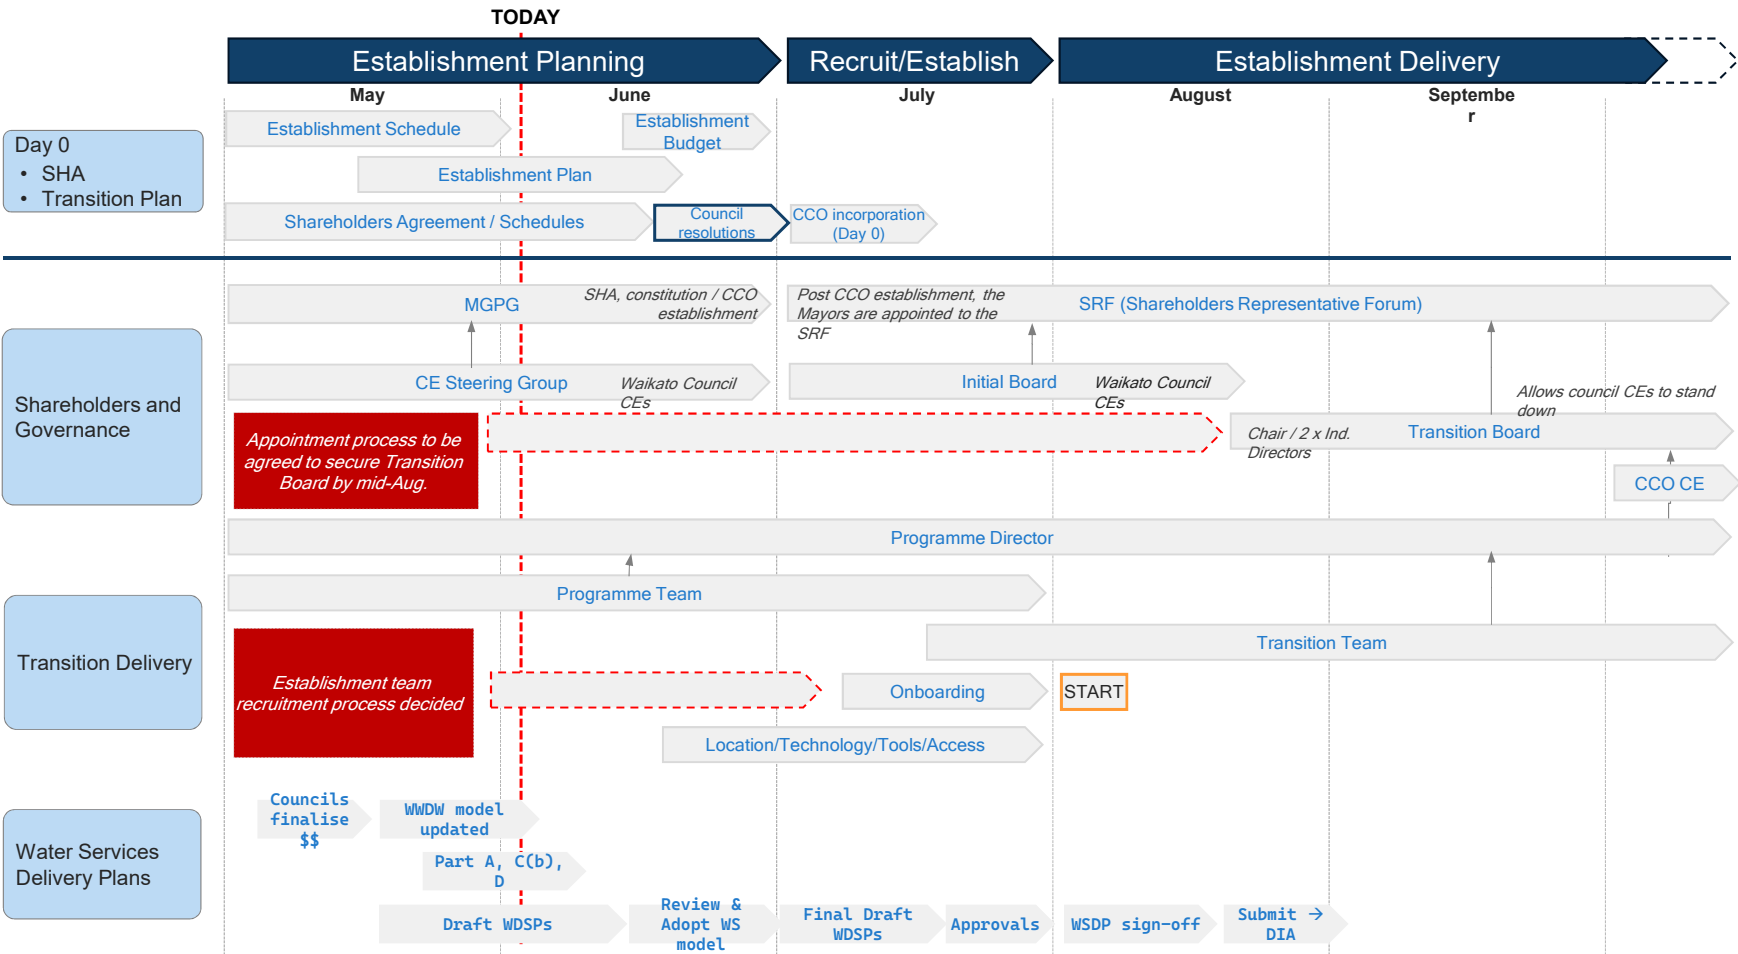 TODAY
Establishment Planning
Recruit/Establish
Establishment Delivery
May
June
July
August
Septembe
r
Day 0
• SHA
• Transition Plan
Establishment Schedule
Establishment
Budget
Establishment Plan
Shareholders Agreement / Schedules
Council
resolutions
CCO incorporation
(Day 0)
Shareholders and
Governance
MGPG
SHA, constitution / CCO
establishment
Post CCO establishment, the
Mayors are appointed to the
SRF
SRF (Shareholders Representative Forum)
CE Steering Group
Waikato Council
CEs
Initial Board
Waikato Council
CEs
Allows council CEs to stand
down
Appointment process to be
agreed to secure Transition
Board by mid-Aug.
Chair / 2 x Ind.
Directors
Transition Board
CCO CE
Programme Director
Transition Delivery
Programme Team
Transition Team
Establishment team
recruitment process decided
Onboarding
START
Location/Technology/Tools/Access
Water Services
Delivery Plans
Councils
finalise
$$
WWDW model
updated
Part A, C(b),
D
Draft WDSPs
Review &
Adopt WS
model
Final Draft
WDSPs
Approvals
WSDP sign-off
Submit →
DIA